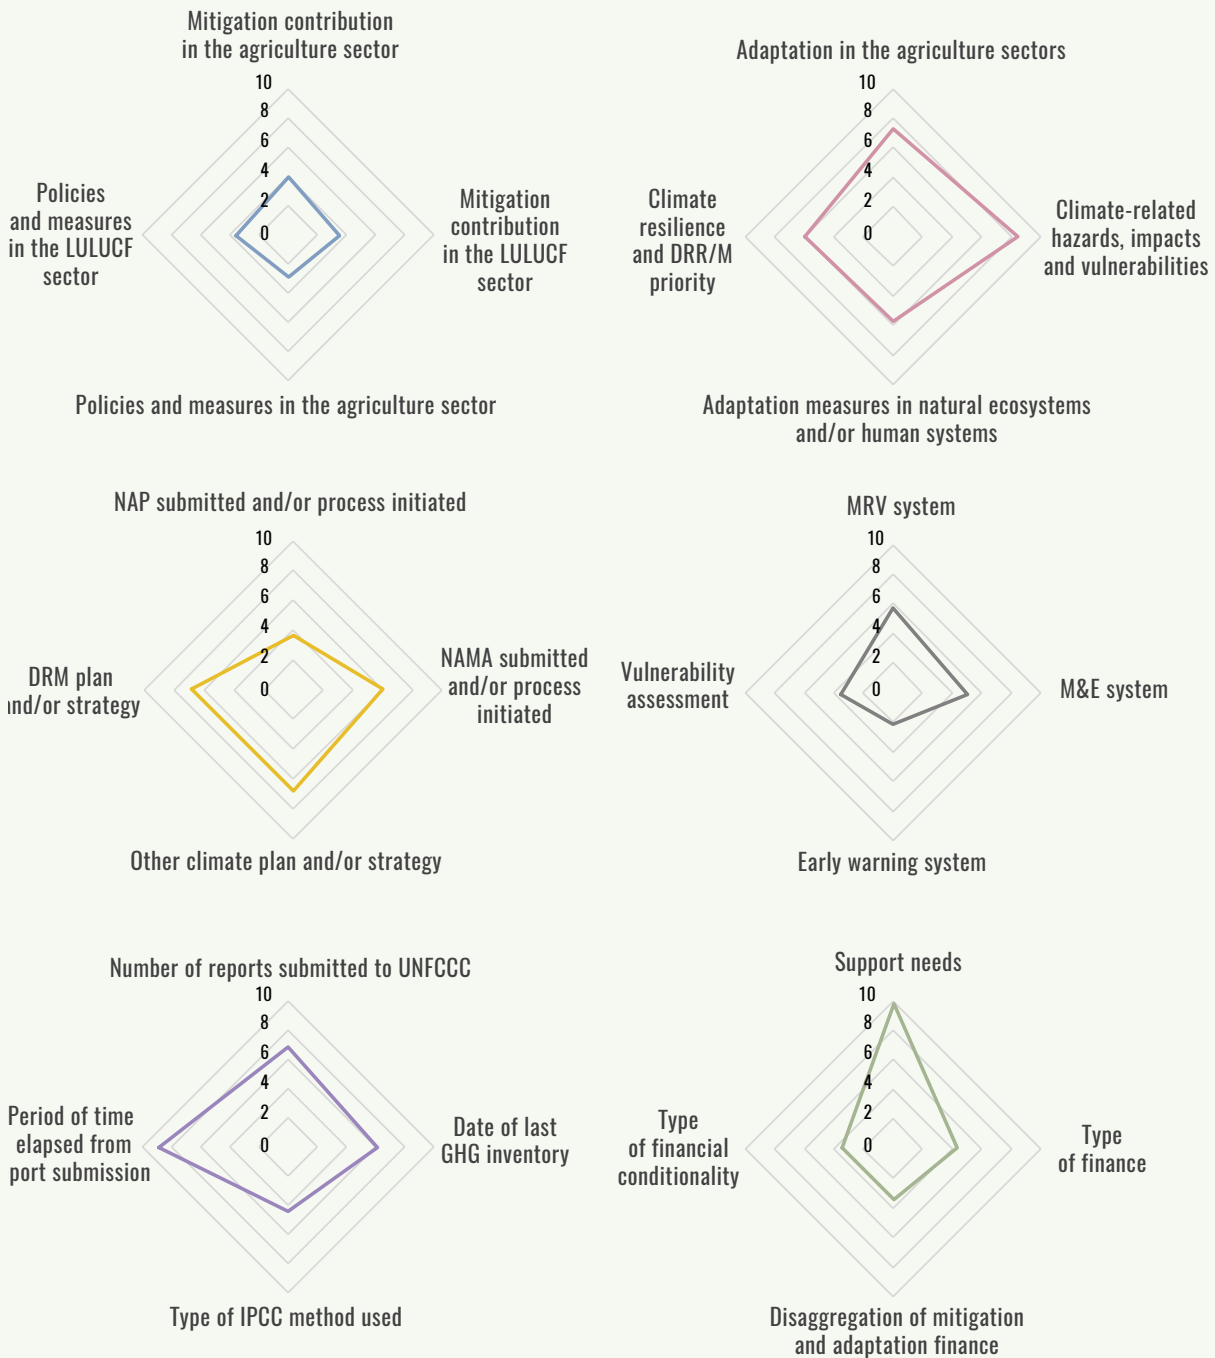 Mitigation contribution
in the agriculture sector
10
8
6
4
2
0
Policies
and measures
in the LULUCF
sector
Mitigation
contribution
in the LULUCF
sector
Policies and measures in the agriculture sector
Adaptation in the agriculture sectors
10
8
6
4
2
0
Climate
resilience
and DRR/M
priority
Climate-related
hazards, impacts
and vulnerabilities
Adaptation measures in natural ecosystems
and/or human systems
NAP submitted and/or process initiated
10
8
6
4
2
0
DRM plan
and/or strategy
NAMA submitted
and/or process
initiated
Other climate plan and/or strategy
MRV system
10
8
6
4
2
0
Vulnerability
assessment
M&E system
Early warning system
Number of reports submitted to UNFCCC
10
8
6
4
2
0
Period of time
elapsed from
port submission
Date of last
GHG inventory
Type of IPCC method used
Support needs
10
8
6
4
2
0
Type
of financial
conditionality
Type
of finance
Disaggregation of mitigation
and adaptation finance